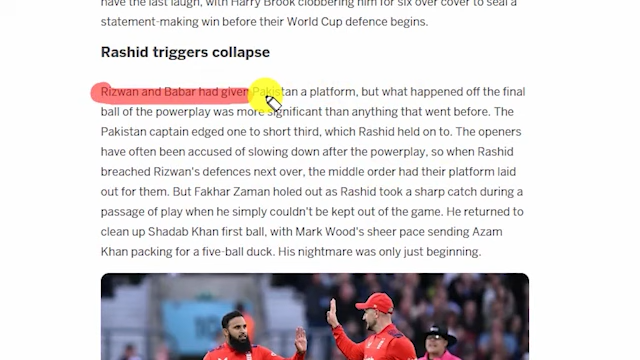 have the last laugh, with Harry Brook clobbering him for six over cover to seal a
statement-making win before their World Cup defence begins.
Rashid triggers collapse
Rizwan and Babar had given Pakistan a platform, but what happened off the final
ball of the powerplay was more significant than anything that went before. The
Pakistan captain edged one to short third, which Rashid held on to. The openers
have often been accused of slowing down after the powerplay, so when Rashid
breached Rizwan's defences next over, the middle order had their platform laid
out for them. But Fakhar Zaman holed out as Rashid took a sharp catch during a
passage of play when he simply couldn't be kept out of the game. He returned to
clean up Shadab Khan first ball, with Mark Wood's sheer pace sending Azam
Khan packing for a five-ball duck. His nightmare was only just beginning.